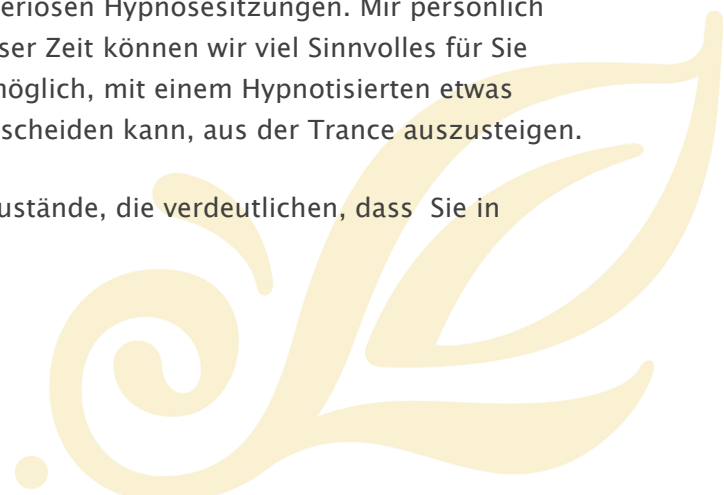 eriösen Hypnosesitzungen. Mir persönlich
ser Zeit können wir viel Sinnvolles für Sie
möglich, mit einem Hypnotisierten etwas
scheiden kann, aus der Trance auszusteigen.
ustände, die verdeutlichen, dass Sie in